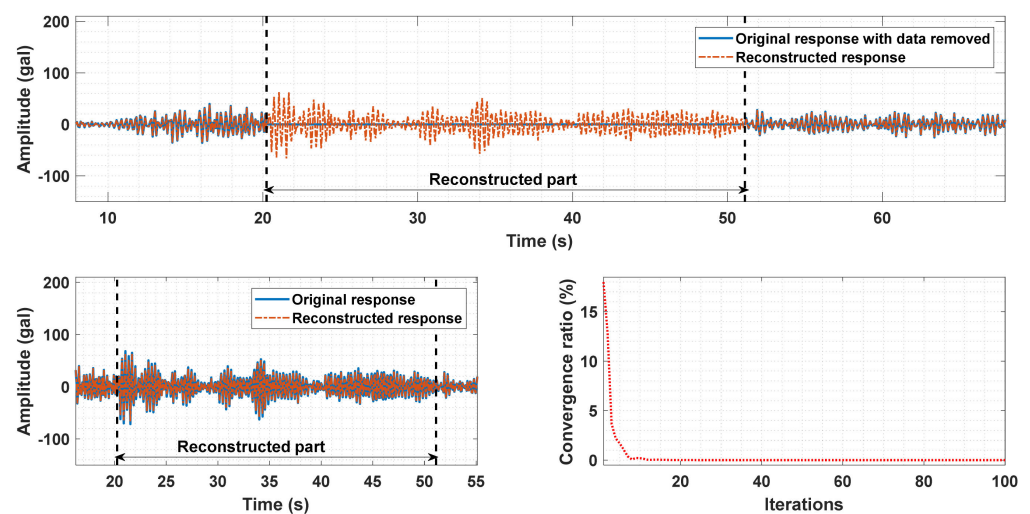 200
100
0
-100
Amplitude (gal)
Original response with data removed
Reconstructed response
Reconstructed part
10 20 30 40 50 60
Time (s)
200
100
0
-100
Amplitude (gal)
Original response
Reconstructed response
Reconstructed part
20 25 30 35 40 45 50 55
Time (s)
15
10
5
0
Convergence ratio (%)
20 40 60 80 100
Iterations